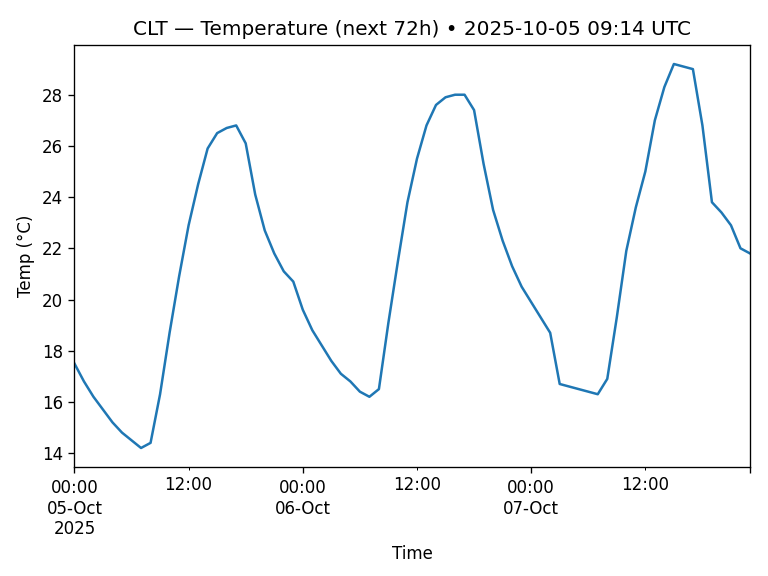 CLT — Temperature (next 72h) • 2025-10-05 09:14 UTC
Temp (°C)
28
26
24
22
20
18
16
14
00:00 12:00 00:00 12:00 00:00 12:00
05-Oct 06-Oct 07-Oct
2025
Time